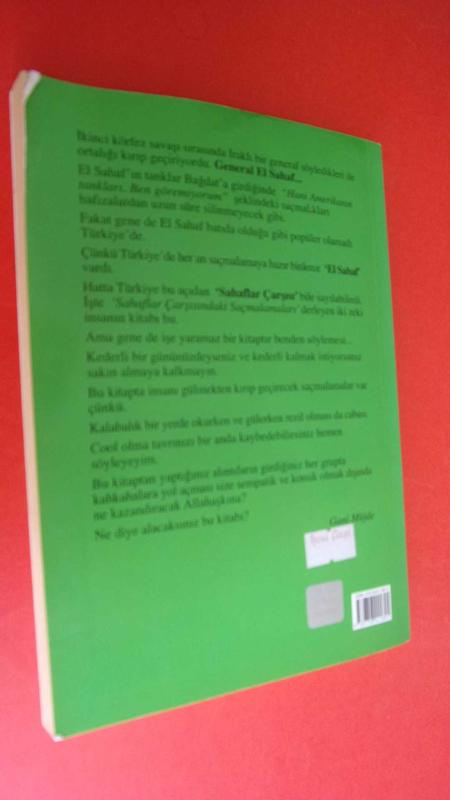 İkinci körfez savaşı sırasında Iraklı bir general söyledikleri ile
ortalığı kırıp geçiriyordu. General El Sahaf...
El Sahaf'ın tanklar Bağdat'a girdiğinde "Hani Amerikanın
tankları. Ben göremiyorum" şeklindeki saçmalıkları
hafızalardan uzun süre silinmeyecek gibi.
Fakat gene de El Sahaf batıda olduğu gibi popüler olamadı
Türkiye'de.
Çünkü Türkiye'de her an saçmalamaya hazır binlerce 'El Sahaf'
vardı.
Hatta Türkiye bu açıdan 'Sahaflar Çarşısı' bile sayılabilirdi.
İşte 'Sahaflar Çarşısındaki Saçmalamaları' derleyen iki zeki
insanın kitabı bu.
Ama gene de işe yaramaz bir kitaptır benden söylemesi...
Kederli bir gününüzdeyseniz ve kederli kalmak istiyorsanız
sakın almaya kalkmayın.
Bu kitapta insanı gülmekten kırıp geçirecek saçmalamalar var
çünkü.
Kalabalık bir yerde okurken ve gülerken rezil olması da cabası.
Cool olma tavrınızı bir anda kaybedebilirsiniz hemen
söyleyeyim.
Bu kitaptan yaptığınız alıntıların girdiğiniz her grupta
kahkahalara yol açması size sempatik ve komik olmak dışında
ne kazandıracak Allahaşkına?
Ne diye alacaksınız bu kitabı?
Gani Müjde